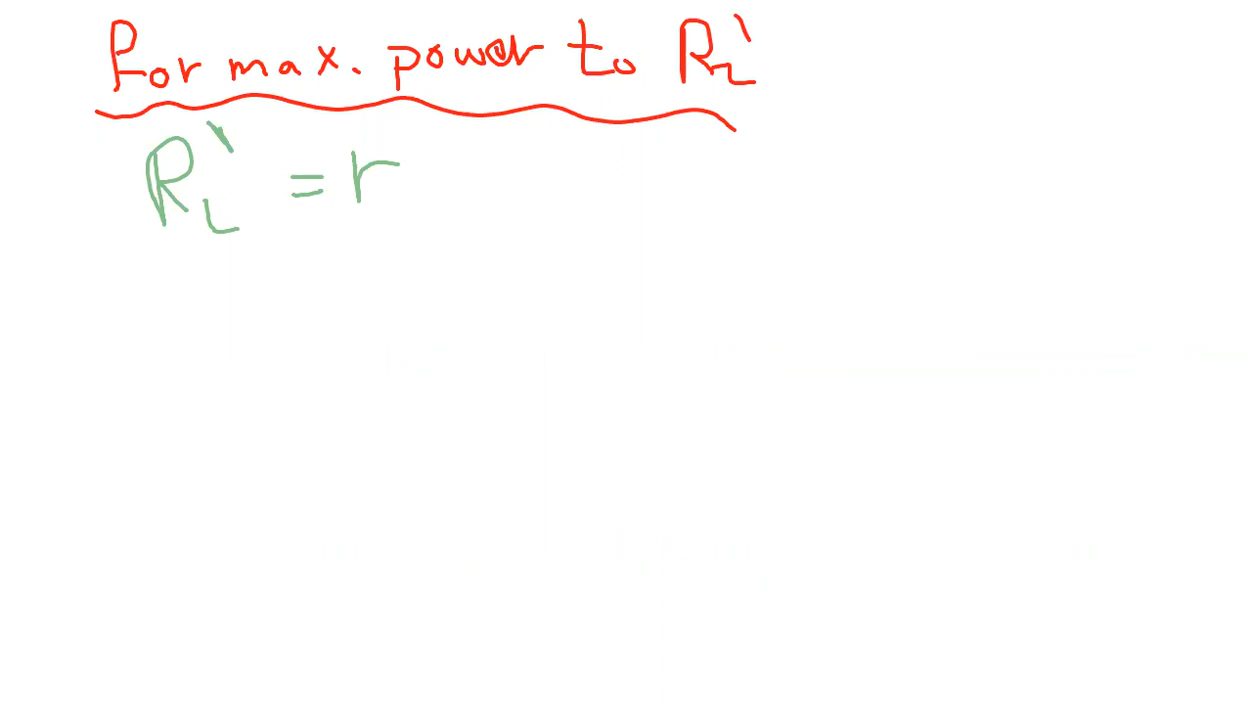 For max. power to R_L'
R_L' = r